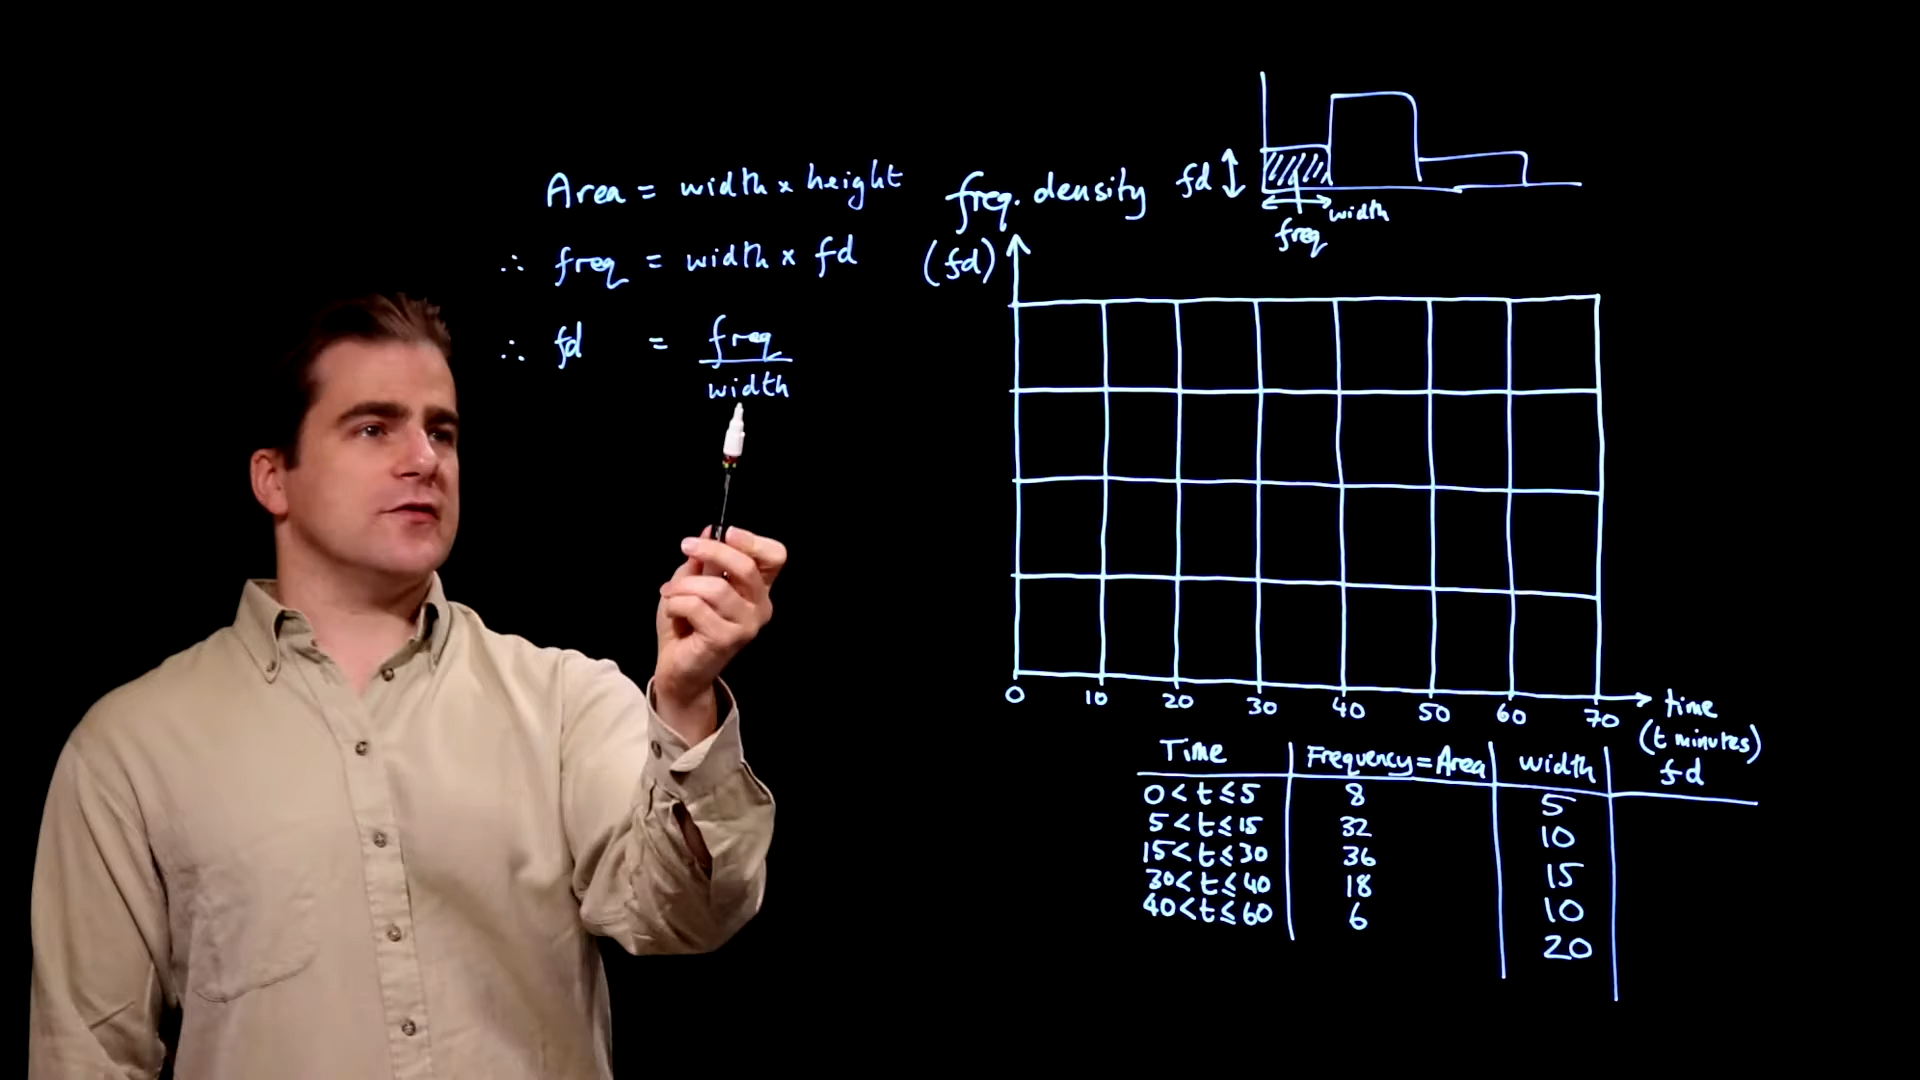 Area = width × height
∴ freq = width × fd
∴ fd = freq
width
freq. density
(fd)
fd
width
freq
0 10 20 30 40 50 60 70
time
(t minutes)
Time Frequency = Area width fd
0 < t ≤ 5 8 5
5 < t ≤ 15 32 10
15 < t ≤ 30 36 15
30 < t ≤ 40 18 10
40 < t ≤ 60 6 20